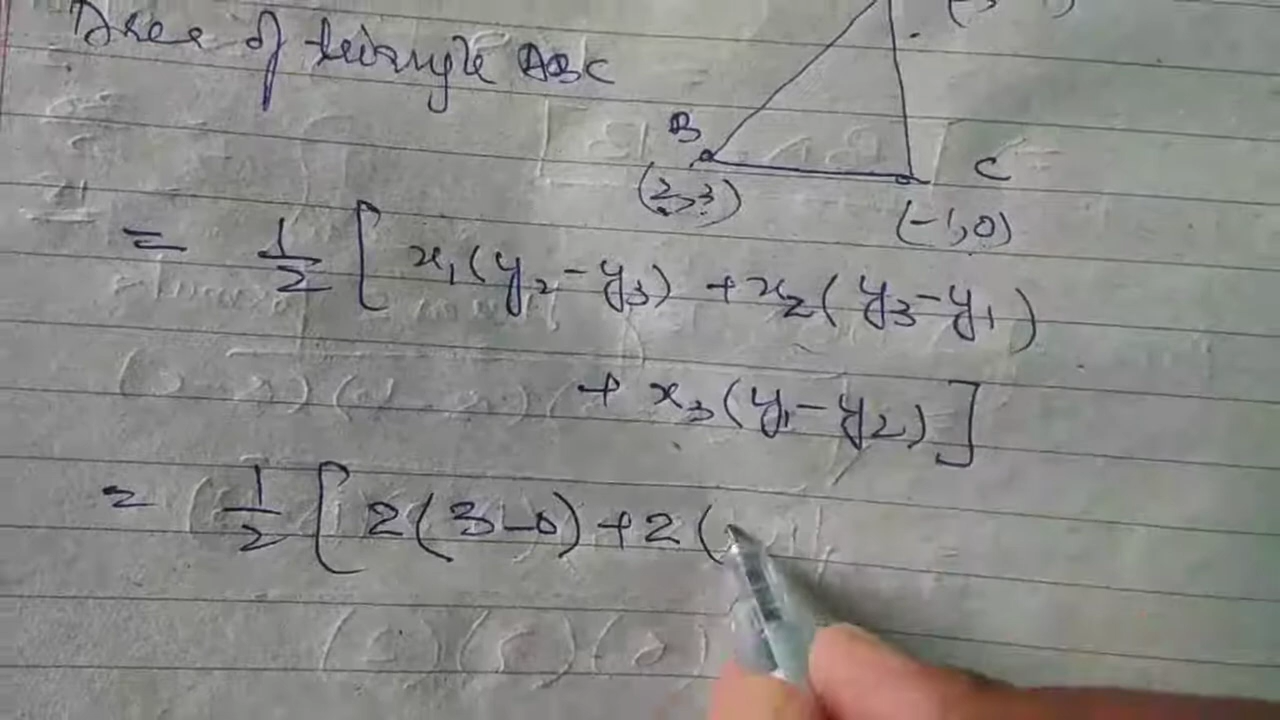 Area of triangle ABC
B
C
(2,3)
(-1,0)
= 1/2 [ x₁(y₂-y₃) + x₂(y₃-y₁)
+ x₃(y₁-y₂) ]
= 1/2 [ 2(3-0) + 2(